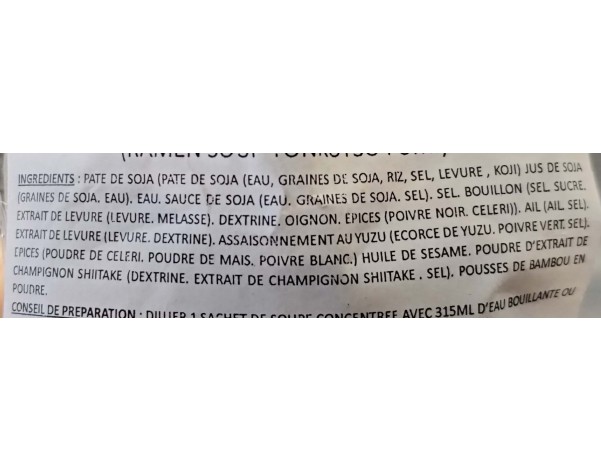 INGREDIENTS : PATE DE SOJA (PATE DE SOJA (EAU, GRAINES DE SOJA, RIZ, SEL, LEVURE , KOJI) JUS DE SOJA
(GRAINES DE SOJA. EAU). EAU. SAUCE DE SOJA (EAU. GRAINES DE SOJA. SEL). SEL. BOUILLON (SEL. SUCRE.
EXTRAIT DE LEVURE (LEVURE. MELASSE). DEXTRINE. OIGNON. EPICES (POIVRE NOIR. CELERI)). AIL (AIL. SEL).
EXTRAIT DE LEVURE (LEVURE. DEXTRINE). ASSAISONNEMENT AU YUZU (ECORCE DE YUZU. POIVRE VERT. SEL).
EPICES (POUDRE DE CELERI. POUDRE DE MAIS. POIVRE BLANC.) HUILE DE SESAME. POUDRE D'EXTRAIT DE
CHAMPIGNON SHIITAKE (DEXTRINE. EXTRAIT DE CHAMPIGNON SHIITAKE . SEL). POUSSES DE BAMBOU EN
POUDRE.
CONSEIL DE PREPARATION : DILUER 1 SACHET DE SOUPE CONCENTREE AVEC 315ML D'EAU BOUILLANTE OU